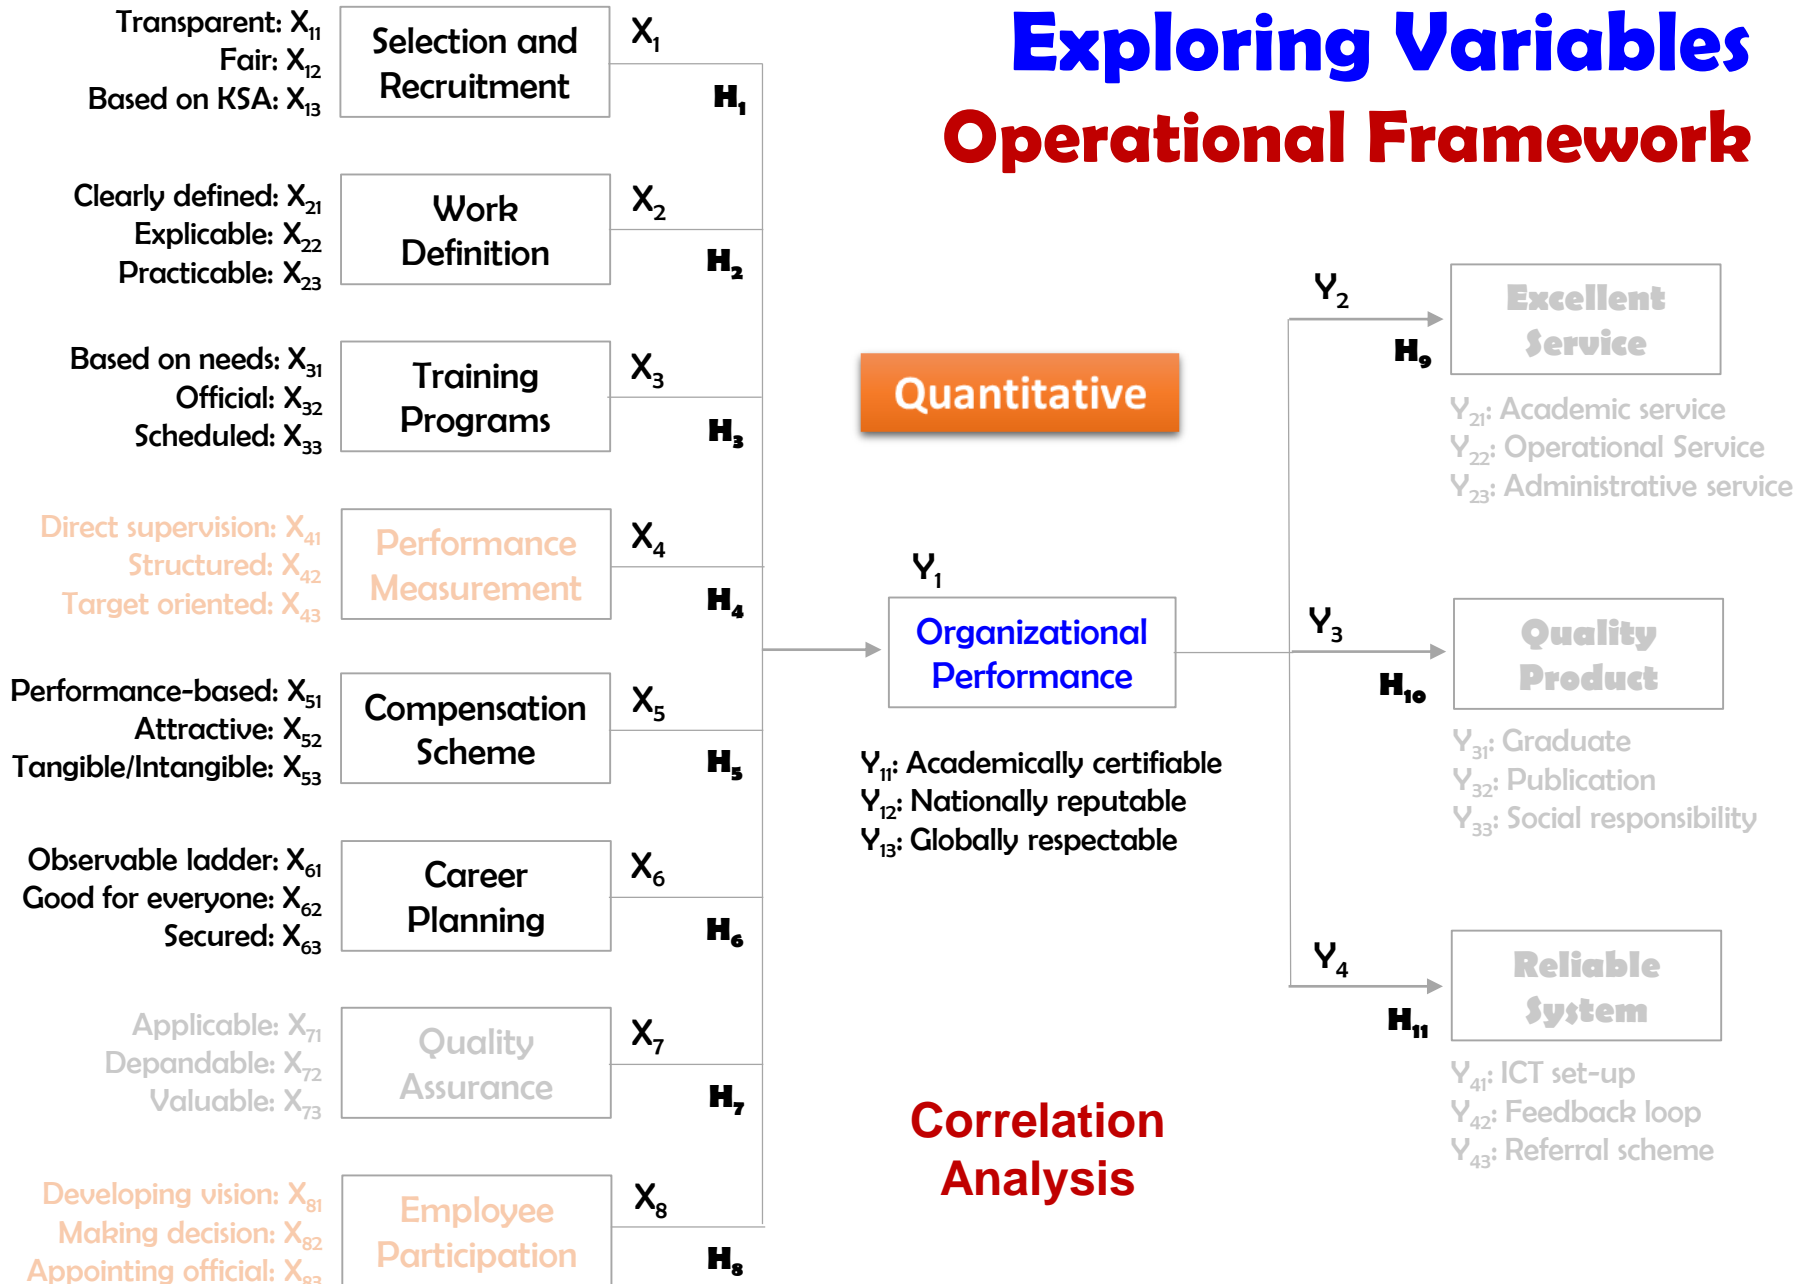 Exploring Variables
Operational Framework
Transparent: X₁₁
Fair: X₁₂
Based on KSA: X₁₃
Selection and
Recruitment
X₁
H₁
Clearly defined: X₂₁
Explicable: X₂₂
Practicable: X₂₃
Work
Definition
X₂
H₂
Based on needs: X₃₁
Official: X₃₂
Scheduled: X₃₃
Training
Programs
X₃
H₃
Direct supervision: X₄₁
Structured: X₄₂
Target oriented: X₄₃
Performance
Measurement
X₄
H₄
Performance-based: X₅₁
Attractive: X₅₂
Tangible/Intangible: X₅₃
Compensation
Scheme
X₅
H₅
Observable ladder: X₆₁
Good for everyone: X₆₂
Secured: X₆₃
Career
Planning
X₆
H₆
Applicable: X₇₁
Depandable: X₇₂
Valuable: X₇₃
Quality
Assurance
X₇
H₇
Developing vision: X₈₁
Making decision: X₈₂
Appointing official: X₈₃
Employee
Participation
X₈
H₈
Quantitative
Y₁
Organizational
Performance
Y₁₁: Academically certifiable
Y₁₂: Nationally reputable
Y₁₃: Globally respectable
Correlation
Analysis
Y₂
H₉
Excellent
Service
Y₂₁: Academic service
Y₂₂: Operational Service
Y₂₃: Administrative service
Y₃
H₁₀
Quality
Product
Y₃₁: Graduate
Y₃₂: Publication
Y₃₃: Social responsibility
Y₄
H₁₁
Reliable
System
Y₄₁: ICT set-up
Y₄₂: Feedback loop
Y₄₃: Referral scheme